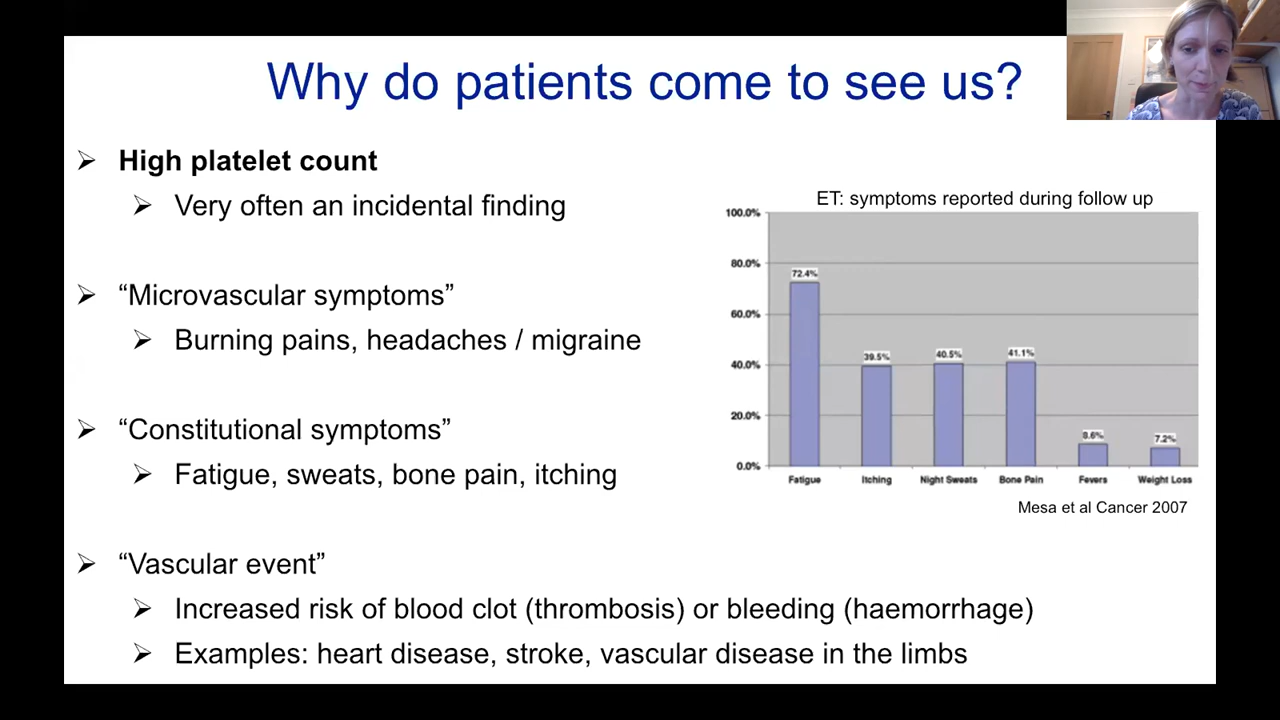 Why do patients come to see us?
➢ High platelet count
➢ Very often an incidental finding
➢ “Microvascular symptoms”
➢ Burning pains, headaches / migraine
➢ “Constitutional symptoms”
➢ Fatigue, sweats, bone pain, itching
➢ “Vascular event”
➢ Increased risk of blood clot (thrombosis) or bleeding (haemorrhage)
➢ Examples: heart disease, stroke, vascular disease in the limbs
ET: symptoms reported during follow up
100.0%
80.0%
60.0%
40.0%
20.0%
0.0%
72.4%
39.5%
40.5%
41.1%
8.6%
7.2%
Fatigue
Itching
Night Sweats
Bone Pain
Fevers
Weight Loss
Mesa et al Cancer 2007